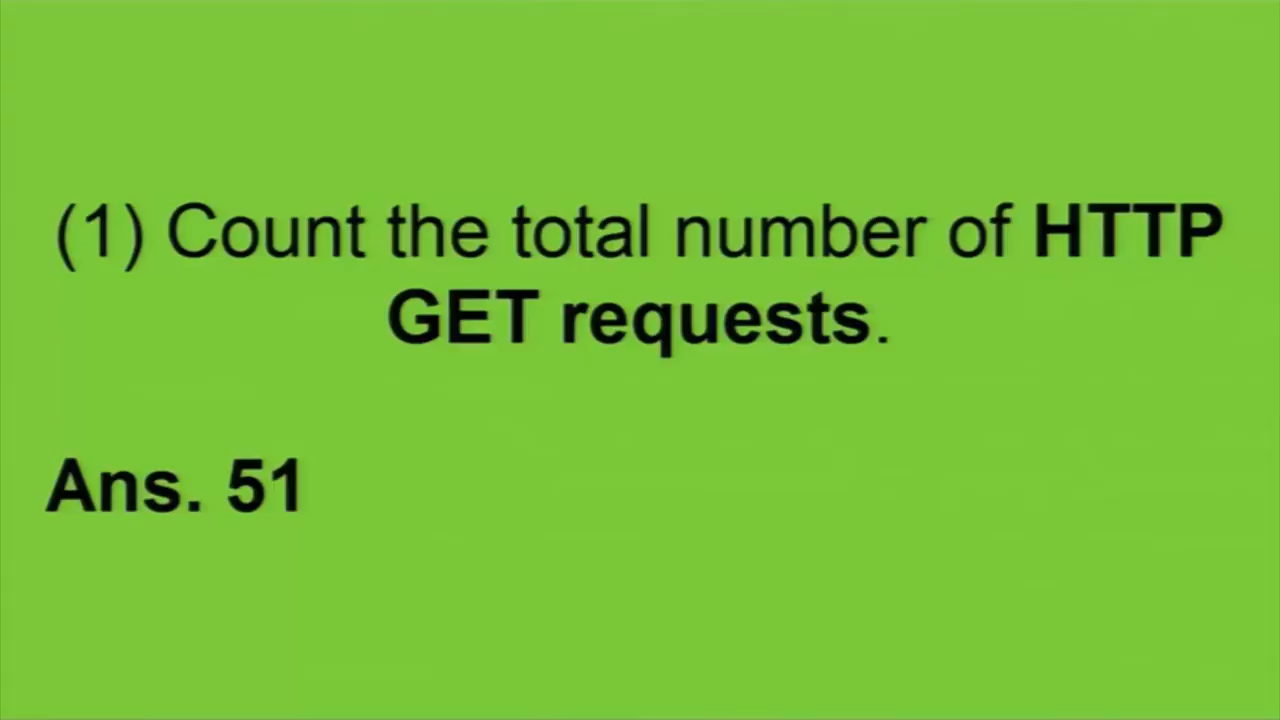 (1) Count the total number of HTTP
GET requests.
Ans. 51